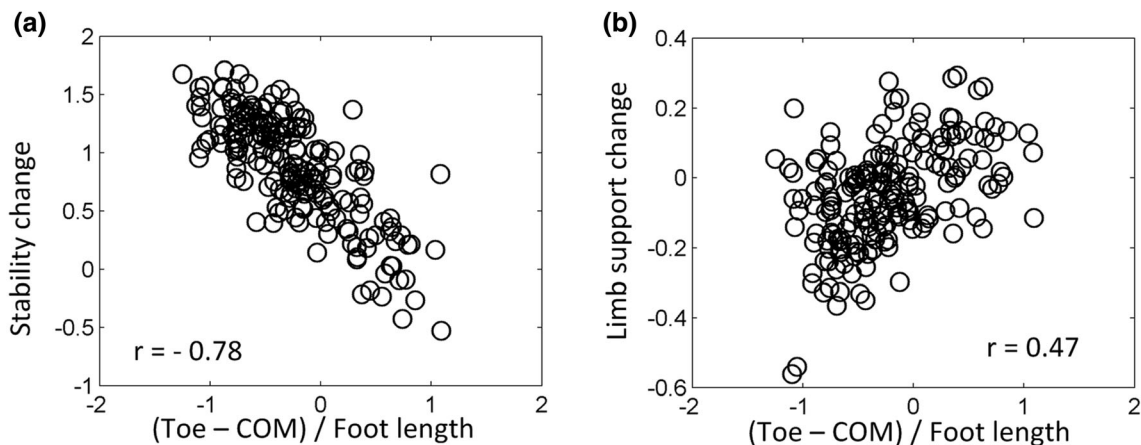 (a)
2
1.5
1
0.5
0
-0.5
-1
Stability change
r = - 0.78
-2 -1 0 1 2
(Toe – COM) / Foot length
(b)
0.4
0.2
0
-0.2
-0.4
-0.6
Limb support change
r = 0.47
-2 -1 0 1 2
(Toe – COM) / Foot length